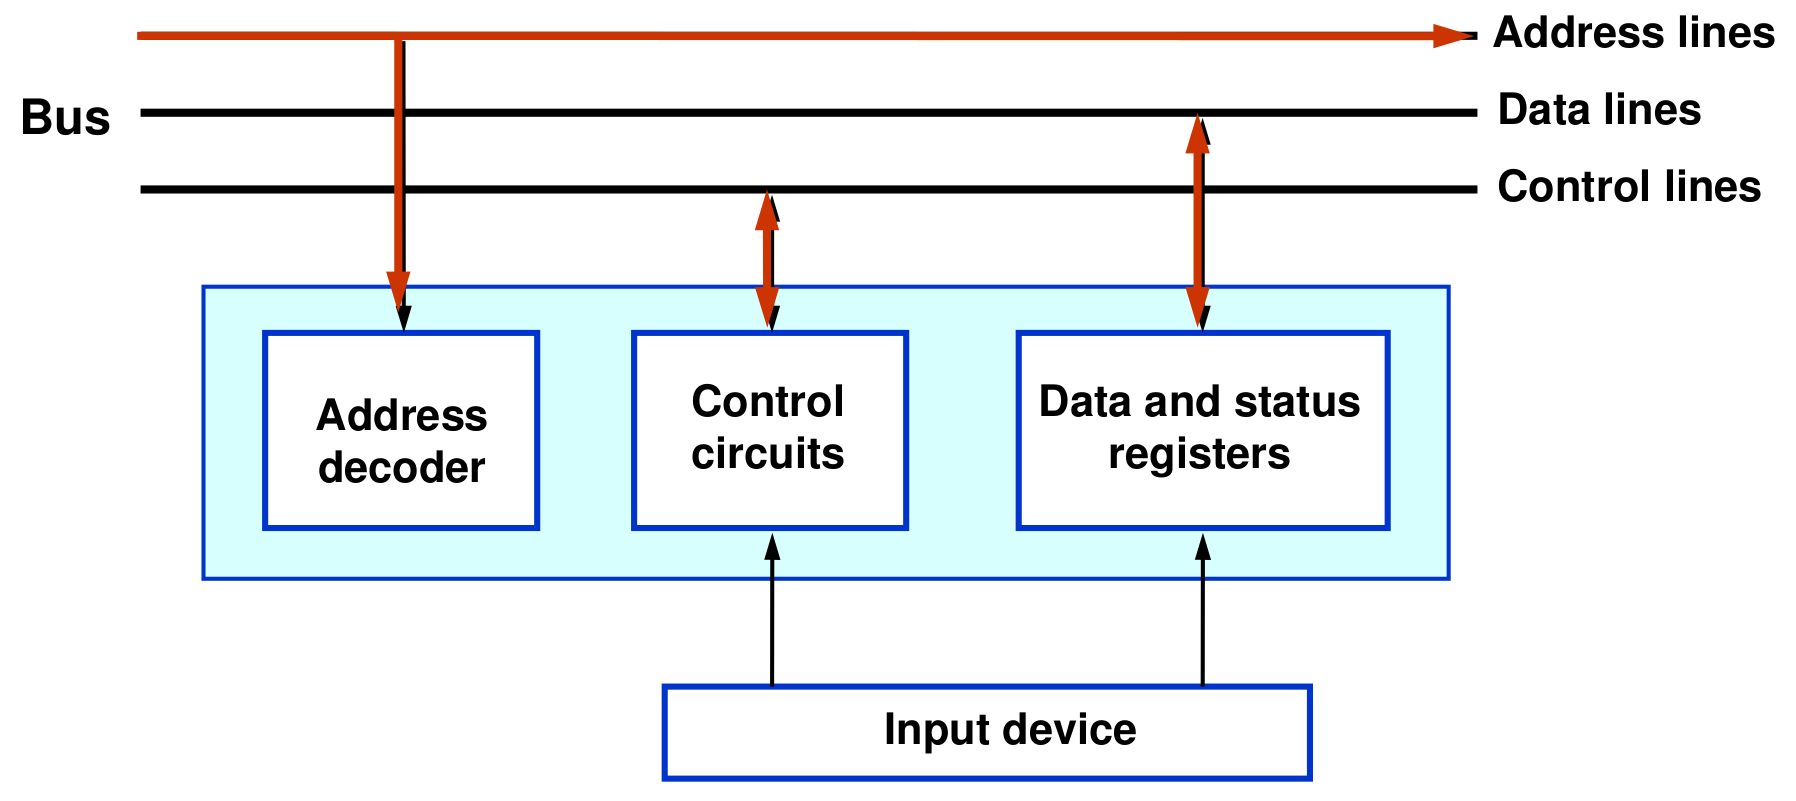 Address lines
Bus
Data lines
Control lines
Address
decoder
Control
circuits
Data and status
registers
Input device